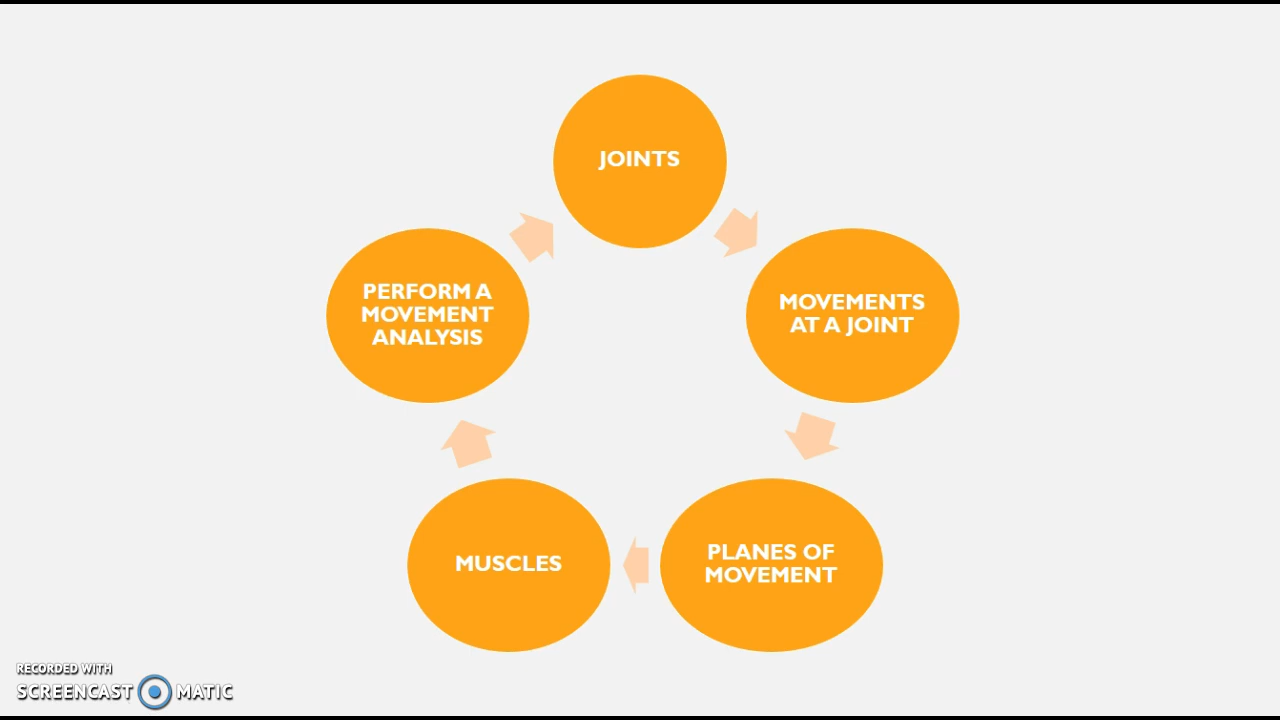 JOINTS
MOVEMENTS
AT A JOINT
PLANES OF
MOVEMENT
MUSCLES
PERFORM A
MOVEMENT
ANALYSIS
RECORDED WITH
SCREENCAST MATIC